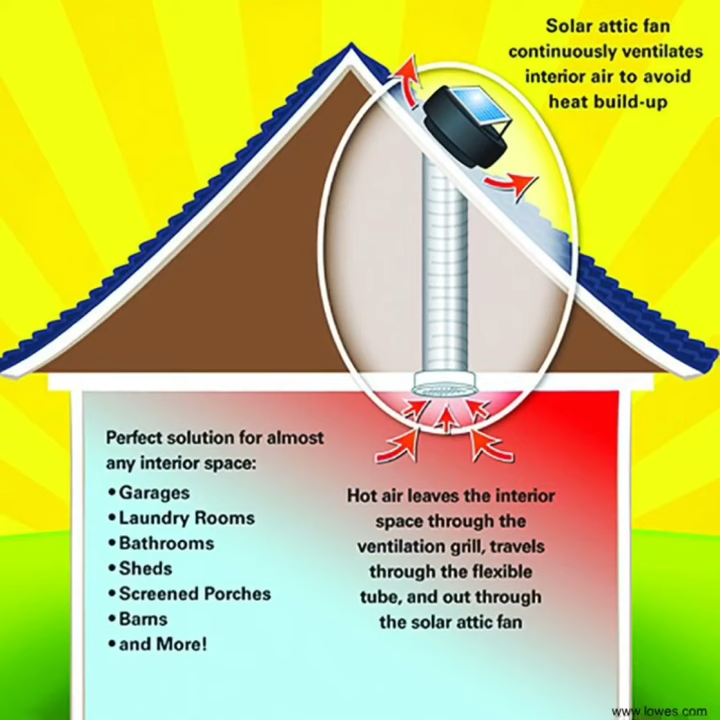 Solar attic fan
continuously ventilates
interior air to avoid
heat build-up
Perfect solution for almost
any interior space:
• Garages
• Laundry Rooms
• Bathrooms
• Sheds
• Screened Porches
• Barns
• and More!
Hot air leaves the interior
space through the
ventilation grill, travels
through the flexible
tube, and out through
the solar attic fan
www.lowes.com